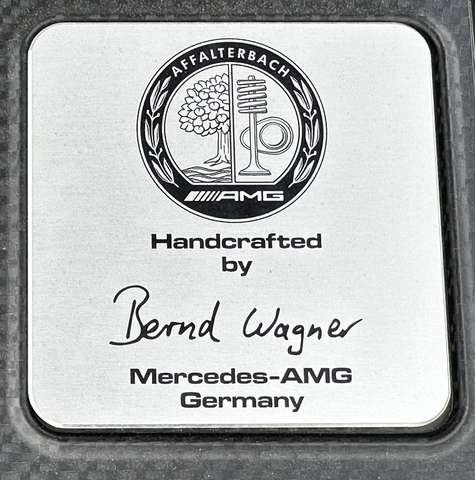 AFFALTERBACH
AMG
Handcrafted
by
Bernd Wagner
Mercedes-AMG
Germany